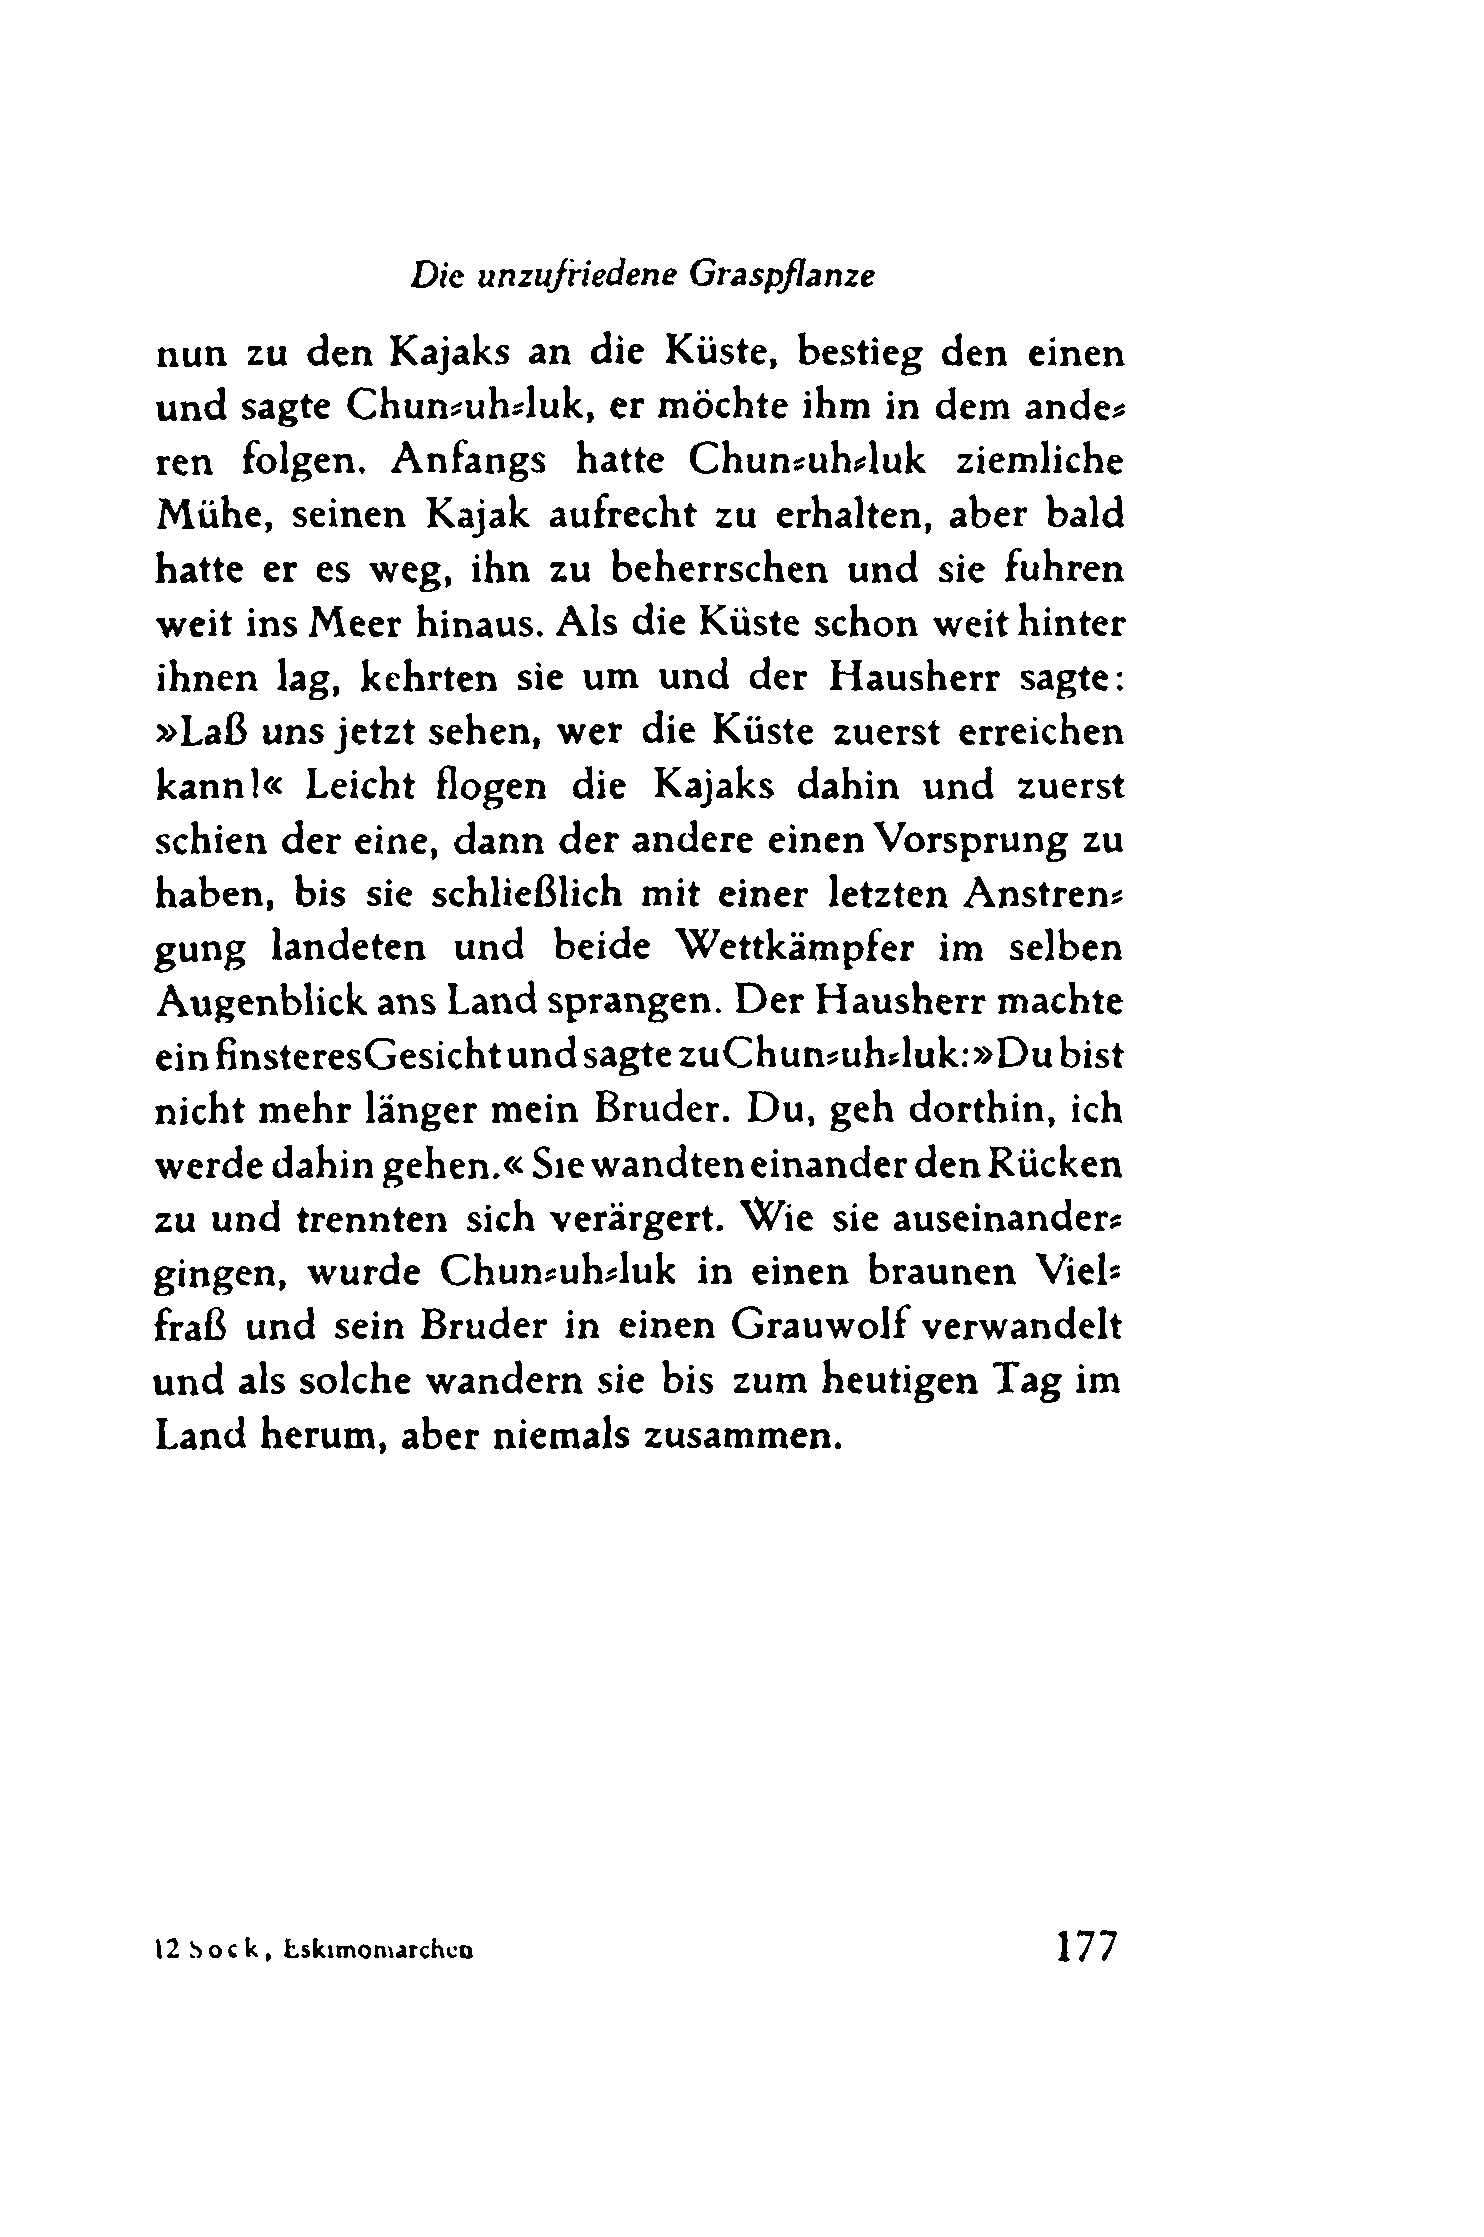 Die unzufriedene Graspflanze
nun zu den Kajaks an die Küste, bestieg den einen
und sagte Chun⸗uh⸗luk, er möchte ihm in dem ande⸗
ren folgen. Anfangs hatte Chun⸗uh⸗luk ziemliche
Mühe, seinen Kajak aufrecht zu erhalten, aber bald
hatte er es weg, ihn zu beherrschen und sie fuhren
weit ins Meer hinaus. Als die Küste schon weit hinter
ihnen lag, kehrten sie um und der Hausherr sagte:
»Laß uns jetzt sehen, wer die Küste zuerst erreichen
kann!« Leicht flogen die Kajaks dahin und zuerst
schien der eine, dann der andere einen Vorsprung zu
haben, bis sie schließlich mit einer letzten Anstren⸗
gung landeten und beide Wettkämpfer im selben
Augenblick ans Land sprangen. Der Hausherr machte
ein finsteres Gesicht und sagte zu Chun⸗uh⸗luk: »Du bist
nicht mehr länger mein Bruder. Du, geh dorthin, ich
werde dahin gehen.« Sie wandten einander den Rücken
zu und trennten sich verärgert. Wie sie auseinander⸗
gingen, wurde Chun⸗uh⸗luk in einen braunen Viel⸗
fraß und sein Bruder in einen Grauwolf verwandelt
und als solche wandern sie bis zum heutigen Tag im
Land herum, aber niemals zusammen.
12 Sock, Eskimomärchen 177